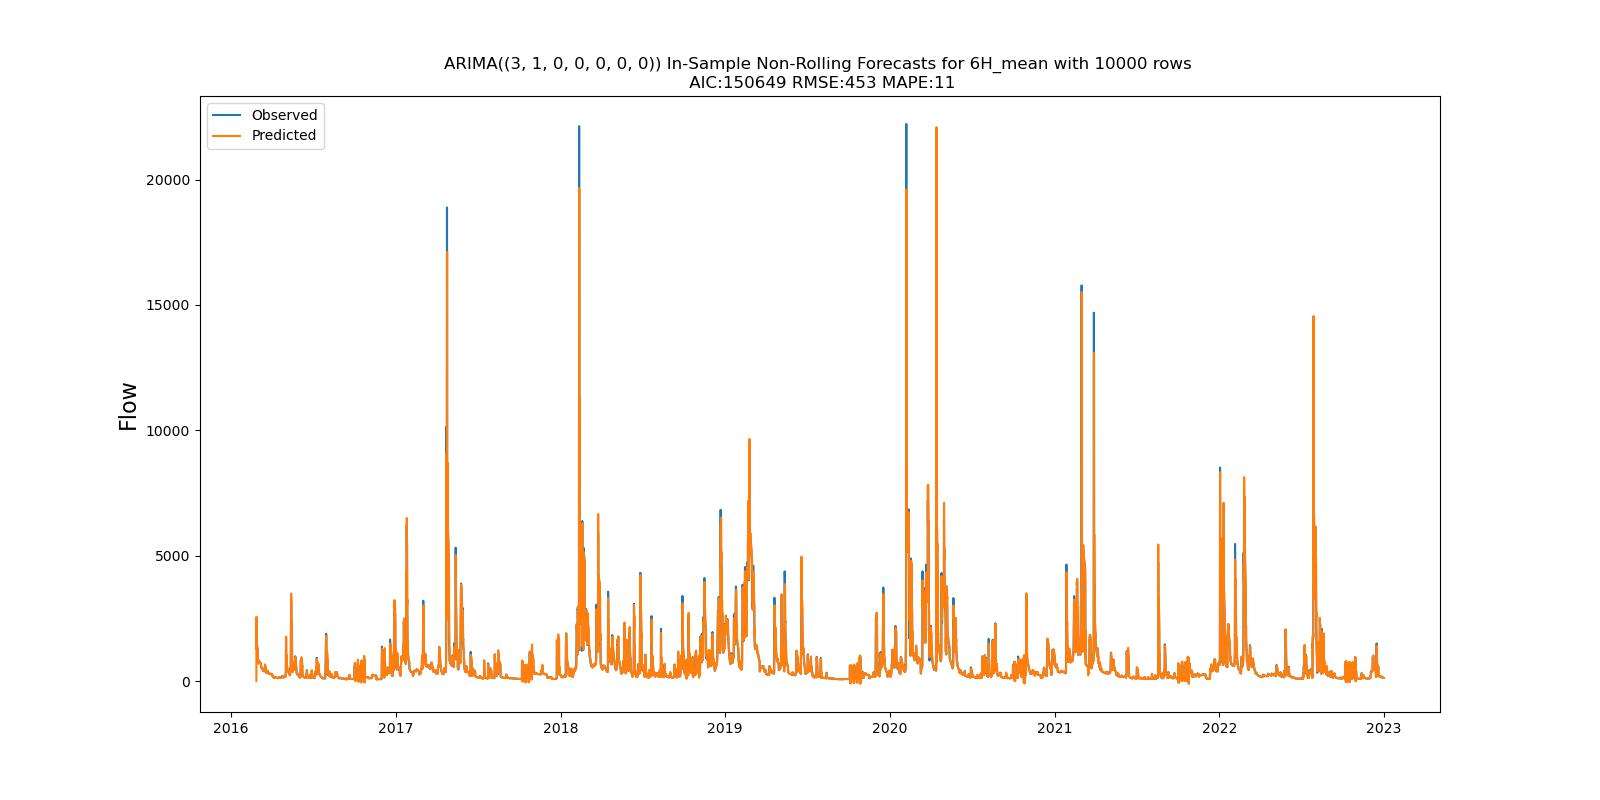 ARIMA((3, 1, 0, 0, 0, 0, 0)) In-Sample Non-Rolling Forecasts for 6H_mean with 10000 rows
AIC:150649 RMSE:453 MAPE:11
Observed
Predicted
20000
15000
10000
5000
0
Flow
2016 2017 2018 2019 2020 2021 2022 2023